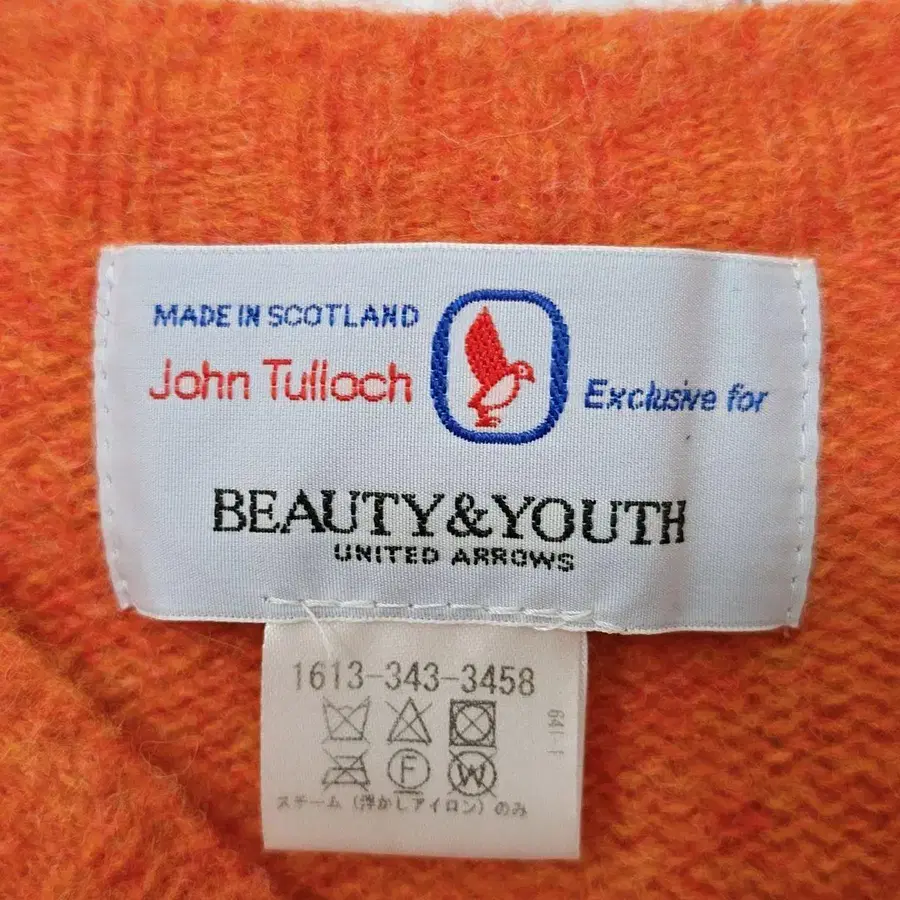 MADE IN SCOTLAND
John Tulloch
Exclusive for
BEAUTY&YOUTH
UNITED ARROWS
1613-343-3458
F
W
スチーム（浮かしアイロン）のみ